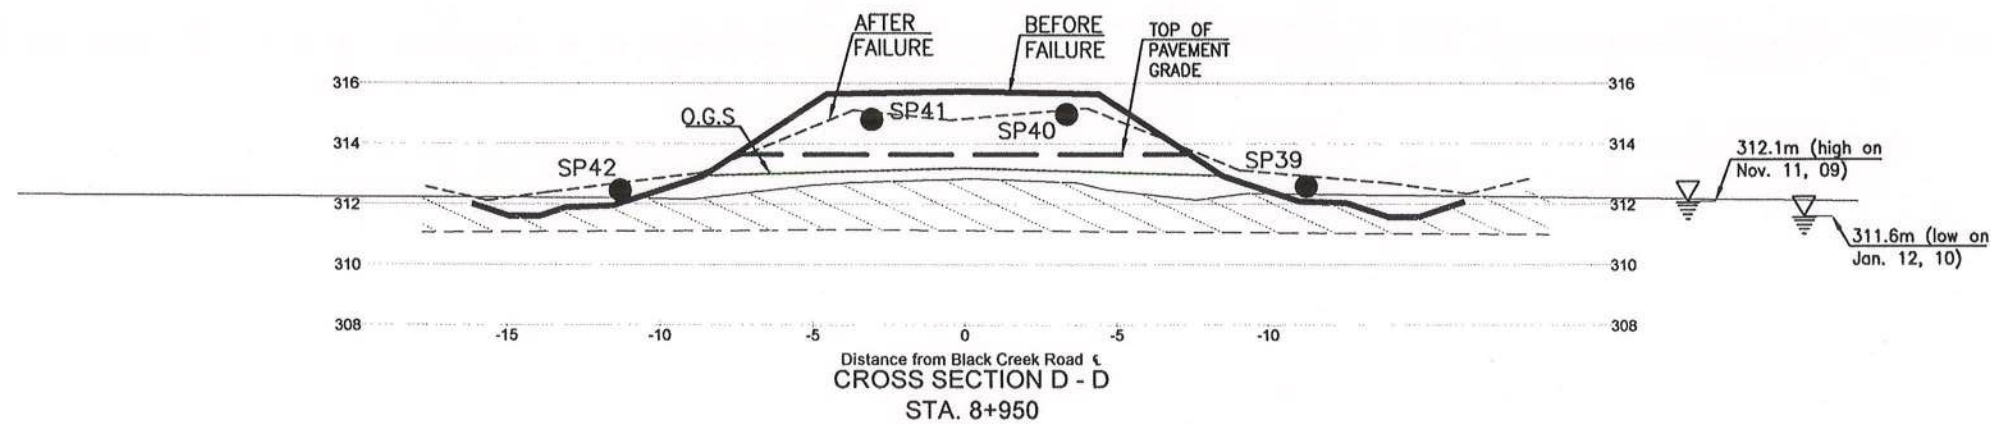 AFTER
FAILURE
BEFORE
FAILURE
TOP OF
PAVEMENT
GRADE
316
316
O.G.S
SP41
SP40
314
314
SP42
SP39
312.1m (high on
Nov. 11, 09)
312
312
311.6m (low on
Jan. 12, 10)
310
310
308
308
-15
-10
-5
0
-5
-10
Distance from Black Creek Road ℄
CROSS SECTION D - D
STA. 8+950